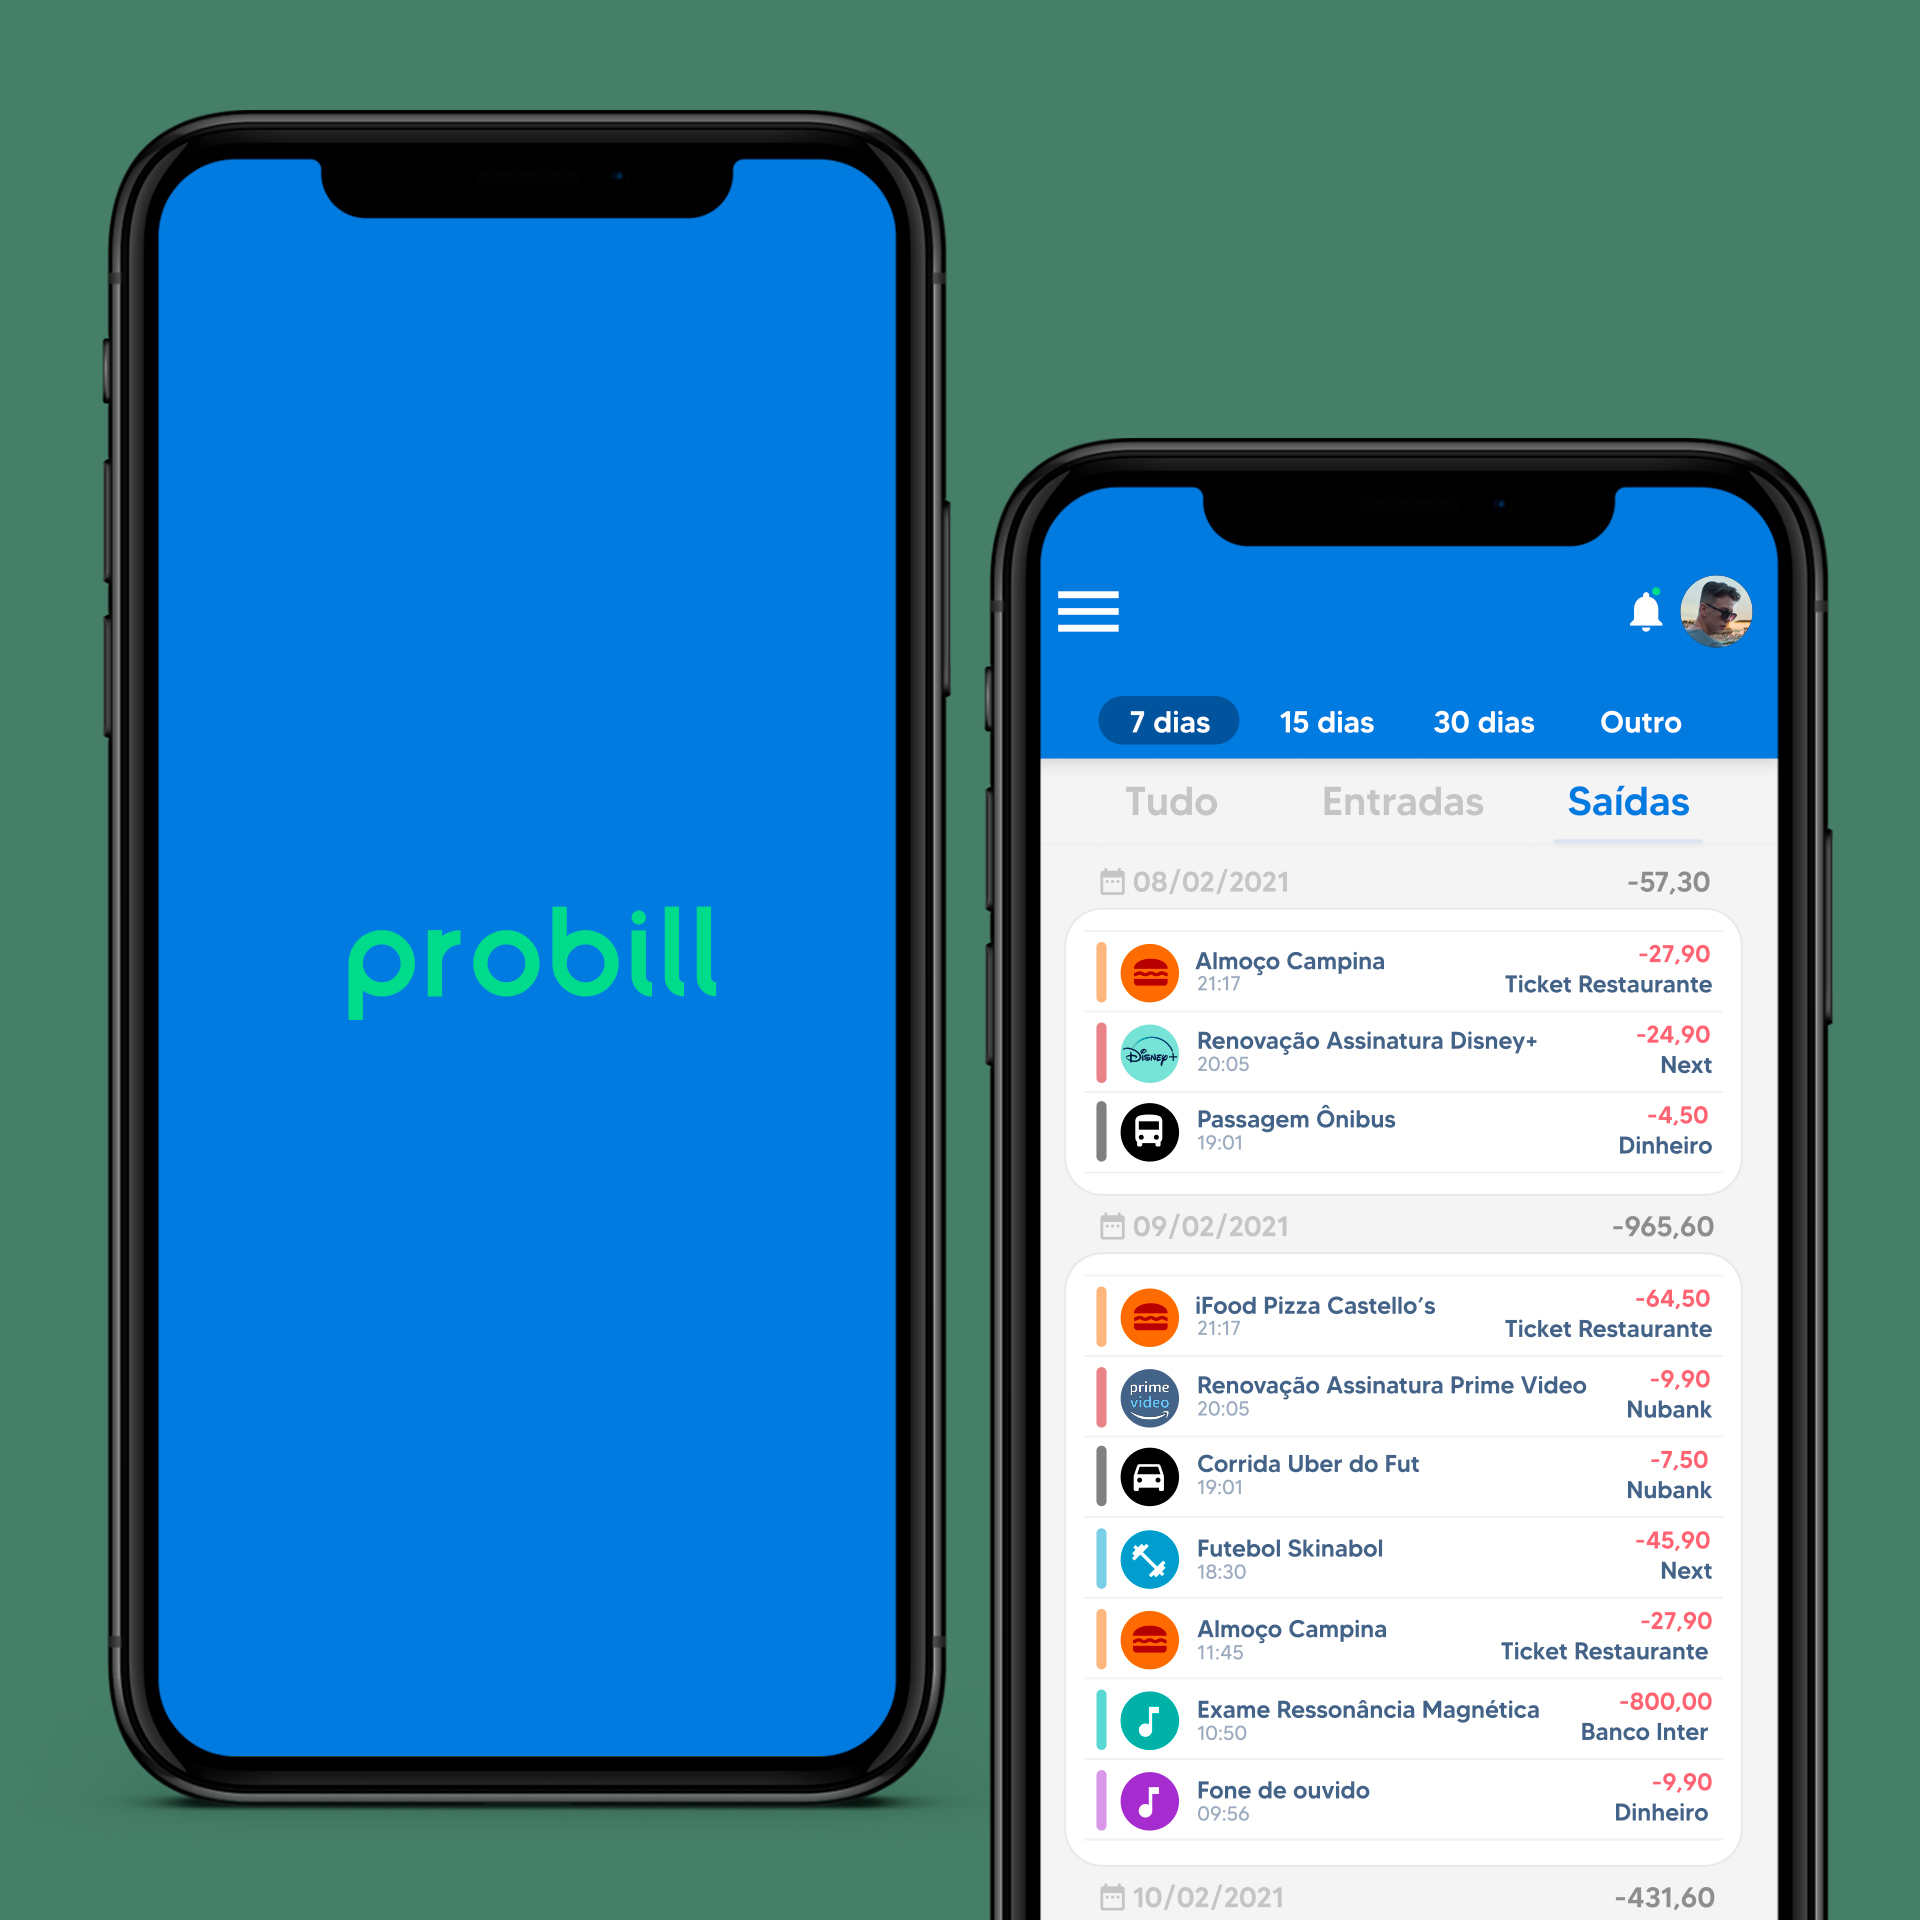 probill
7 dias 15 dias 30 dias Outro
Tudo Entradas Saídas
08/02/2021 -57,30
Almoço Campina -27,90
21:17 Ticket Restaurante
Disney+
Renovação Assinatura Disney+ -24,90
20:05 Next
Passagem Ônibus -4,50
19:01 Dinheiro
09/02/2021 -965,60
iFood Pizza Castello’s -64,50
21:17 Ticket Restaurante
prime
video
Renovação Assinatura Prime Video -9,90
20:05 Nubank
Corrida Uber do Fut -7,50
19:01 Nubank
Futebol Skinabol -45,90
18:30 Next
Almoço Campina -27,90
11:45 Ticket Restaurante
Exame Ressonância Magnética -800,00
10:50 Banco Inter
Fone de ouvido -9,90
09:56 Dinheiro
10/02/2021 -431,60